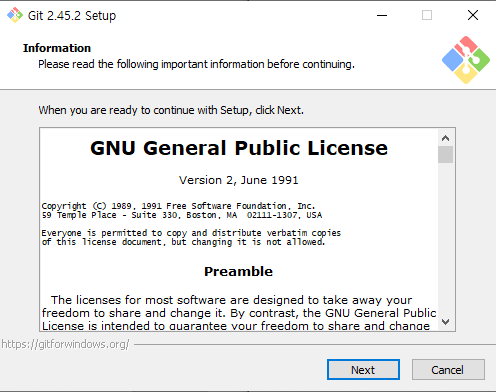 Git 2.45.2 Setup
Information
Please read the following important information before continuing.
When you are ready to continue with Setup, click Next.
GNU General Public License
Version 2, June 1991
Copyright (C) 1989, 1991 Free Software Foundation, Inc.
59 Temple Place - Suite 330, Boston, MA  02111-1307, USA
Everyone is permitted to copy and distribute verbatim copies
of this license document, but changing it is not allowed.
Preamble
The licenses for most software are designed to take away your
freedom to share and change it. By contrast, the GNU General Public
License is intended to guarantee your freedom to share and change
https://gitforwindows.org/
Next
Cancel